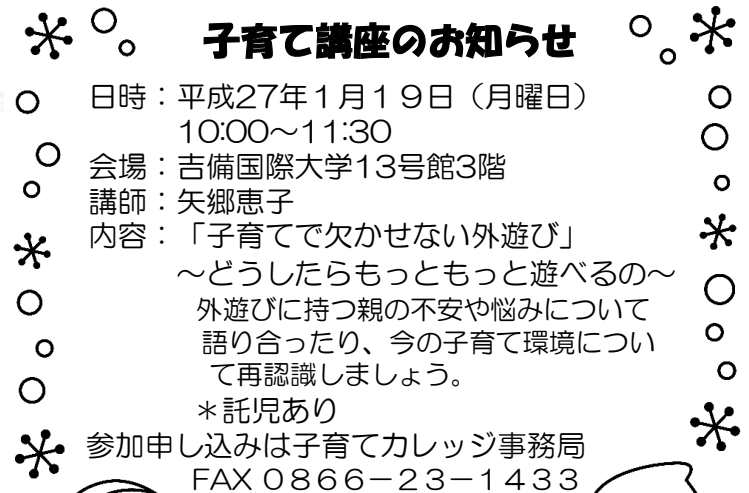 子育て講座のお知らせ
日時：平成27年１月１９日（月曜日）
10:00～11:30
会場：吉備国際大学13号館3階
講師：矢郷恵子
内容：「子育てで欠かせない外遊び」
～どうしたらもっともっと遊べるの～
外遊びに持つ親の不安や悩みについて
語り合ったり、今の子育て環境につい
て再認識しましょう。
＊託児あり
参加申し込みは子育てカレッジ事務局
FAX ０８６６－２３－１４３３